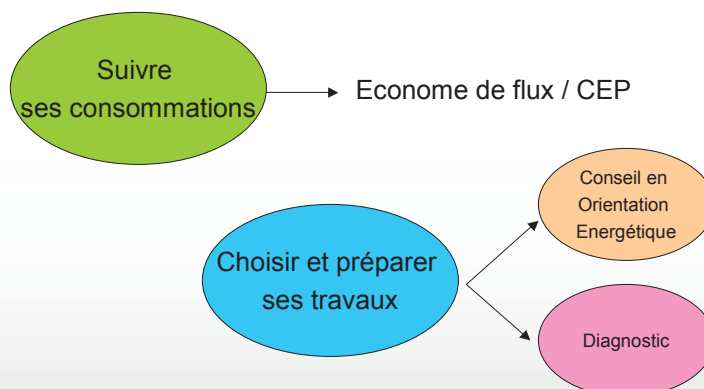 Suivre
ses consommations
Econome de flux / CEP
Conseil en
Orientation
Energétique
Choisir et préparer
ses travaux
Diagnostic